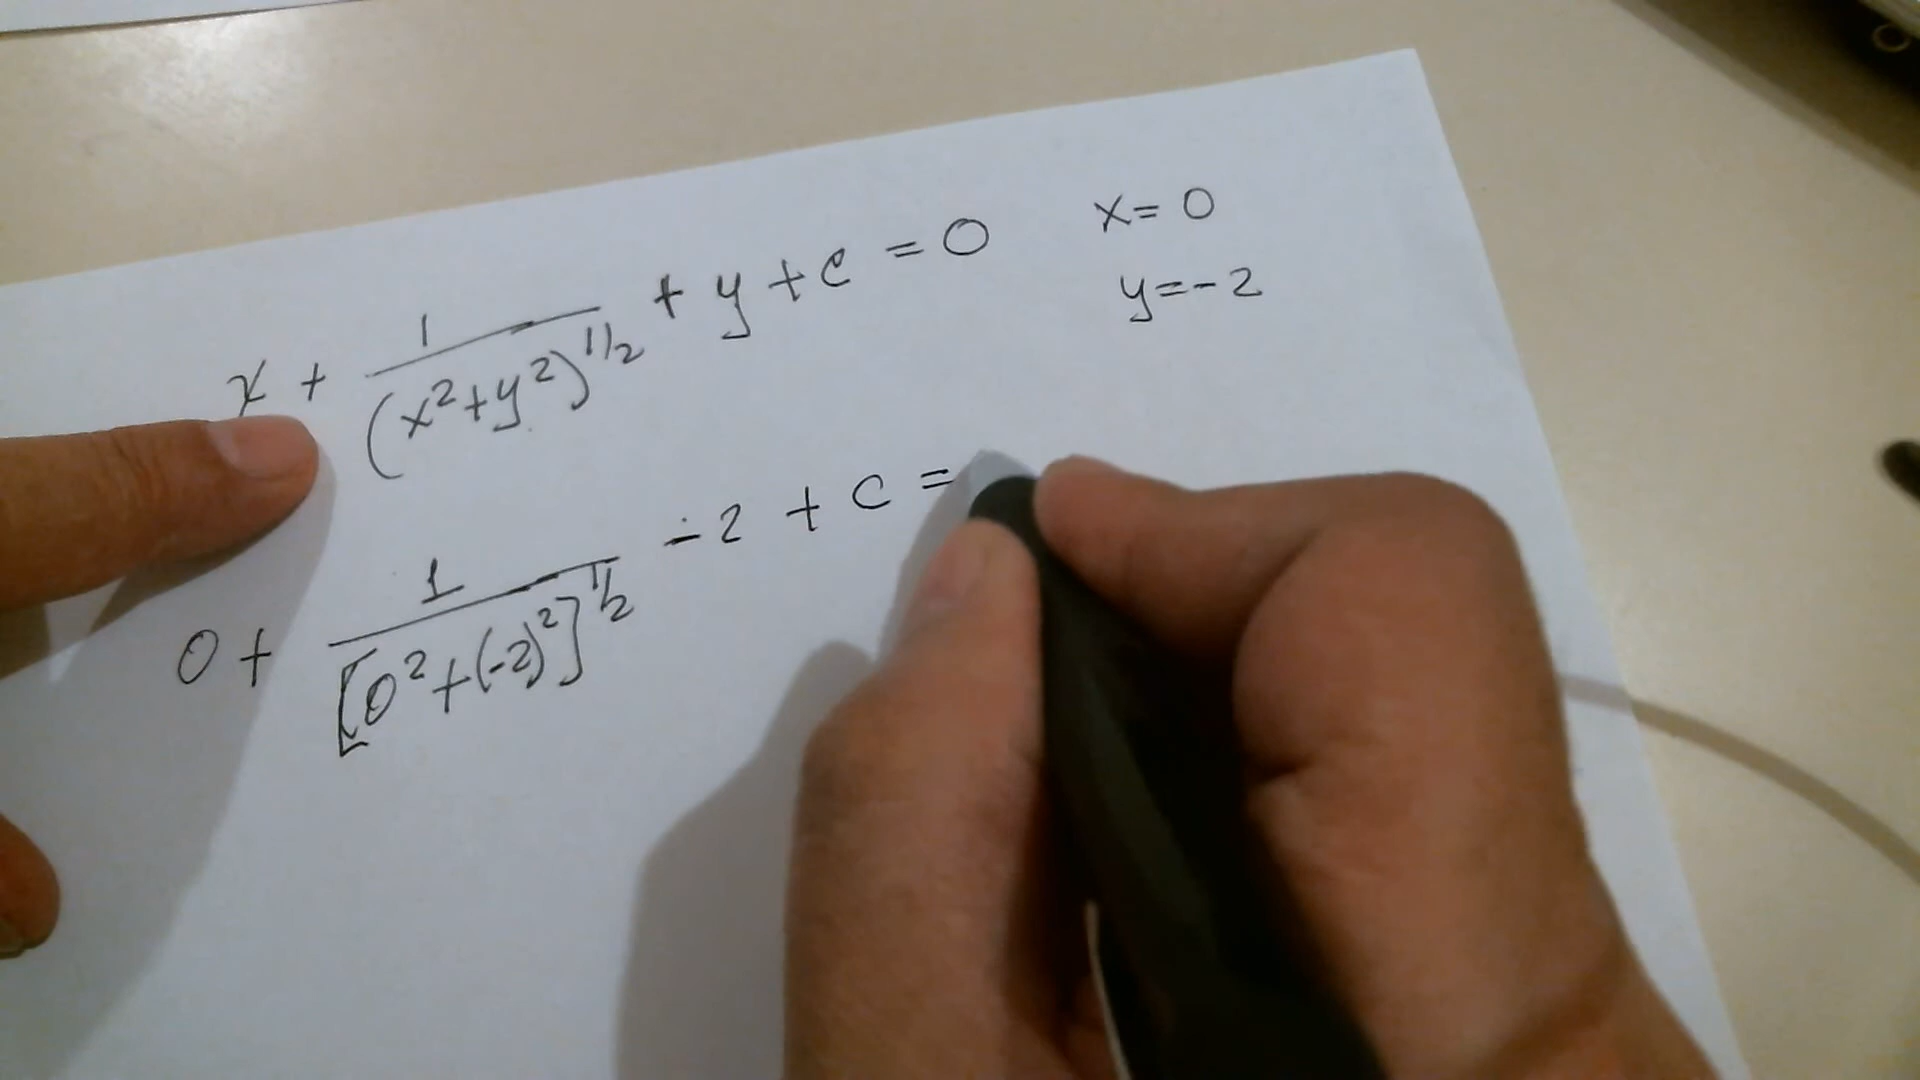 x + 1/(x²+y²)^1/2 + y + c = 0
x = 0
y = -2
0 + 1/[0²+(-2)²]^1/2 - 2 + c =